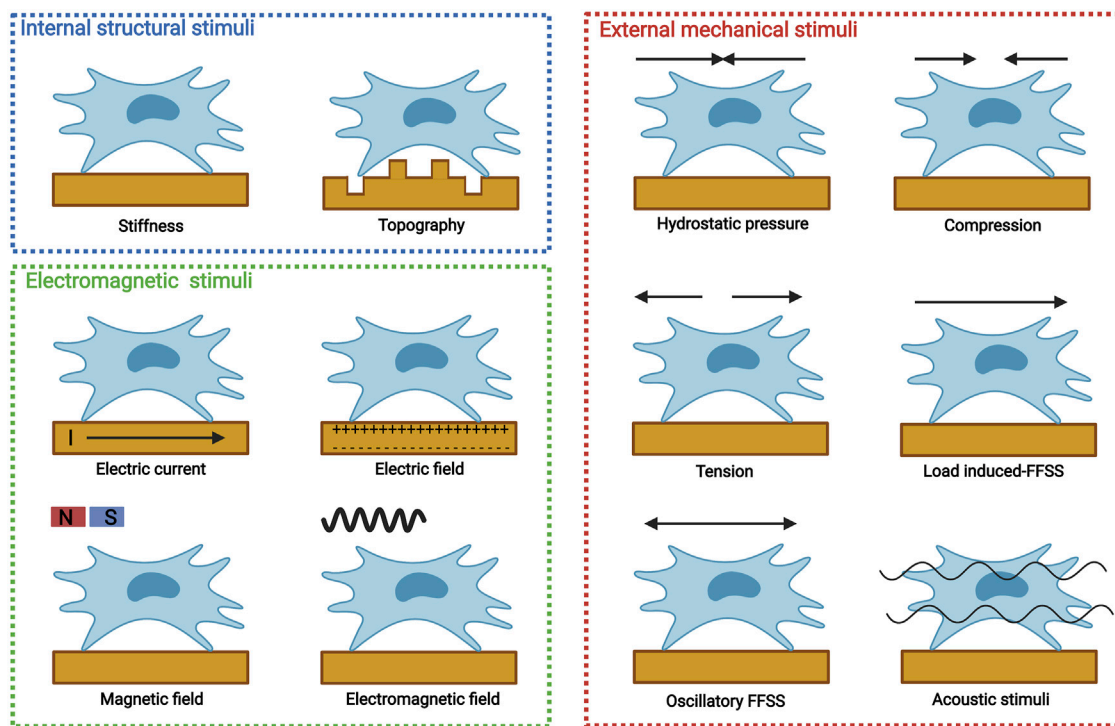 Internal structural stimuli
Stiffness
Topography
Electromagnetic stimuli
I
+++++++++++++++++++
- - - - - - - - - - - - - - - - - - -
Electric current
Electric field
N S
Magnetic field
Electromagnetic field
External mechanical stimuli
Hydrostatic pressure
Compression
Tension
Load induced-FFSS
Oscillatory FFSS
Acoustic stimuli